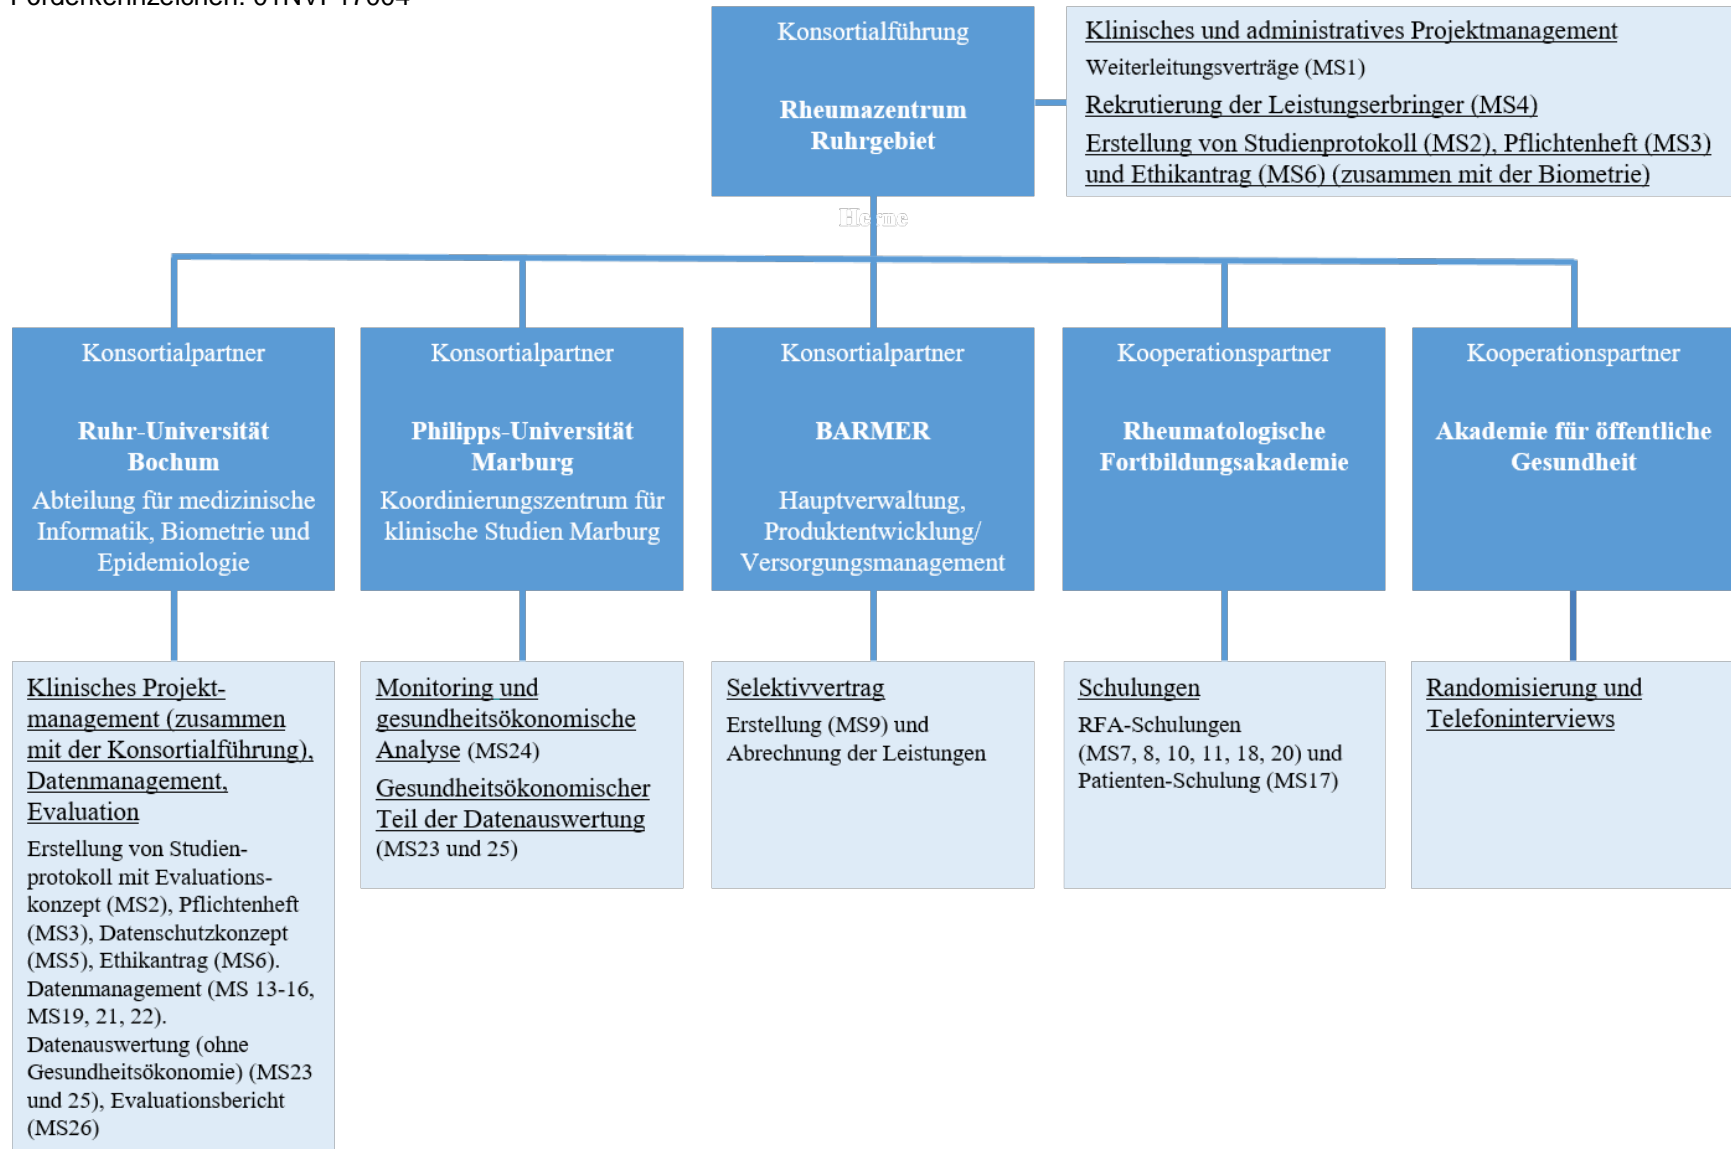 Konsortialführung
Rheumazentrum
Ruhrgebiet
Klinisches und administratives Projektmanagement
Weiterleitungsverträge (MS1)
Rekrutierung der Leistungserbringer (MS4)
Erstellung von Studienprotokoll (MS2), Pflichtenheft (MS3)
und Ethikantrag (MS6) (zusammen mit der Biometrie)
Herne
Konsortialpartner
Ruhr-Universität
Bochum
Abteilung für medizinische
Informatik, Biometrie und
Epidemiologie
Konsortialpartner
Philipps-Universität
Marburg
Koordinierungszentrum für
klinische Studien Marburg
Konsortialpartner
BARMER
Hauptverwaltung,
Produktentwicklung/
Versorgungsmanagement
Kooperationspartner
Rheumatologische
Fortbildungsakademie
Kooperationspartner
Akademie für öffentliche
Gesundheit
Klinisches Projekt-
management (zusammen
mit der Konsortialführung),
Datenmanagement,
Evaluation
Erstellung von Studien-
protokoll mit Evaluations-
konzept (MS2), Pflichtenheft
(MS3), Datenschutzkonzept
(MS5), Ethikantrag (MS6).
Datenmanagement (MS 13-16,
MS19, 21, 22).
Datenauswertung (ohne
Gesundheitsökonomie) (MS23
und 25), Evaluationsbericht
(MS26)
Monitoring und
gesundheitsökonomische
Analyse (MS24)
Gesundheitsökonomischer
Teil der Datenauswertung
(MS23 und 25)
Selektivvertrag
Erstellung (MS9) und
Abrechnung der Leistungen
Schulungen
RFA-Schulungen
(MS7, 8, 10, 11, 18, 20) und
Patienten-Schulung (MS17)
Randomisierung und
Telefoninterviews